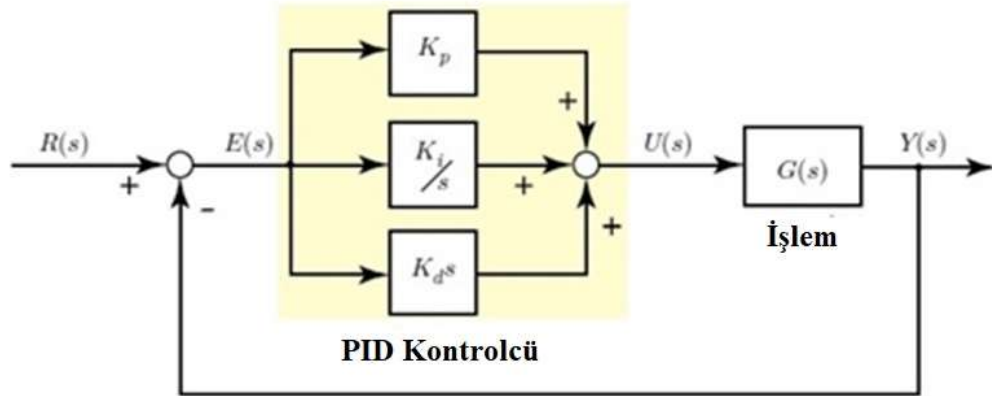 K_p
+
R(s)
E(s)
K_i/s
U(s)
G(s)
Y(s)
+
+
-
+
İşlem
K_d s
PID Kontrolcü